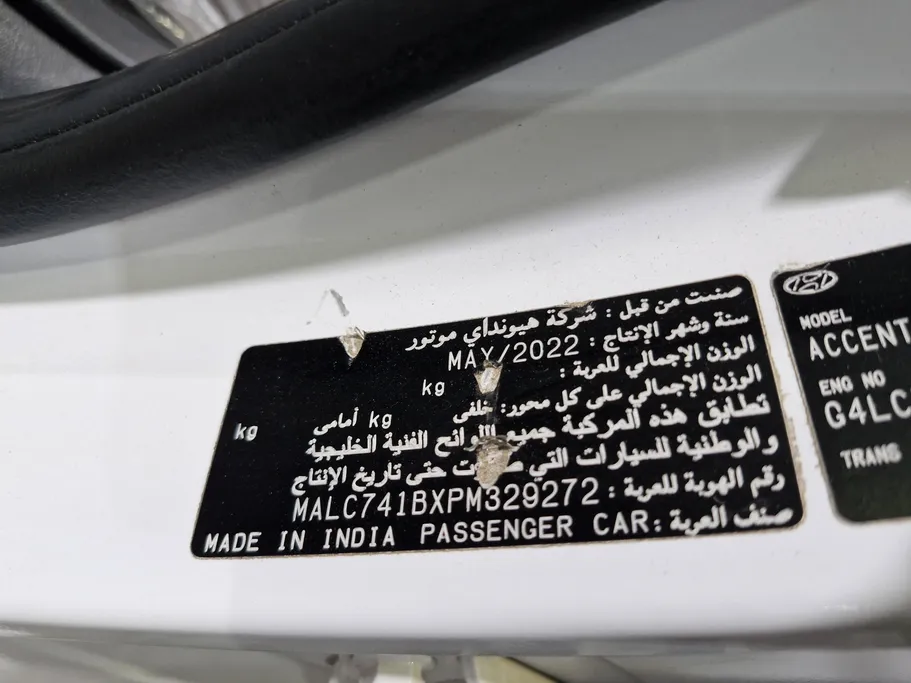 صنعت من قبل : شركة هيونداي موتور
سنة وشهر الإنتاج : MAY/2022
الوزن الإجمالي للعربة : kg
الوزن الإجمالي على كل محور: خلفي kg أمامي kg
تطابق هذه المركبة جميع اللوائح الفنية الخليجية
والوطنية للسيارات التي حتى تاريخ الإنتاج
رقم الهوية للعربة : MALC741BXPM329272
صنف العربة : MADE IN INDIA PASSENGER CAR
MODEL
ACCENT
ENG NO
G4LC
TRANS